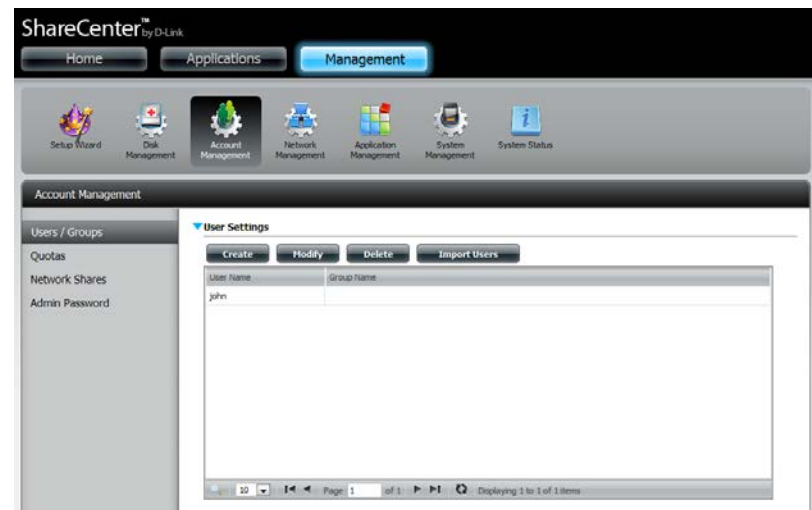 ShareCenter™ by D-Link
Home Applications Management
Setup Wizard Disk Management Account Management Network Management Application Management System Management System Status
Account Management
Users / Groups
Quotas
Network Shares
Admin Password
User Settings
Create Modify Delete Import Users
User Name Group Name
john
10 Page 1 of 1 Displaying 1 to 1 of 1 items